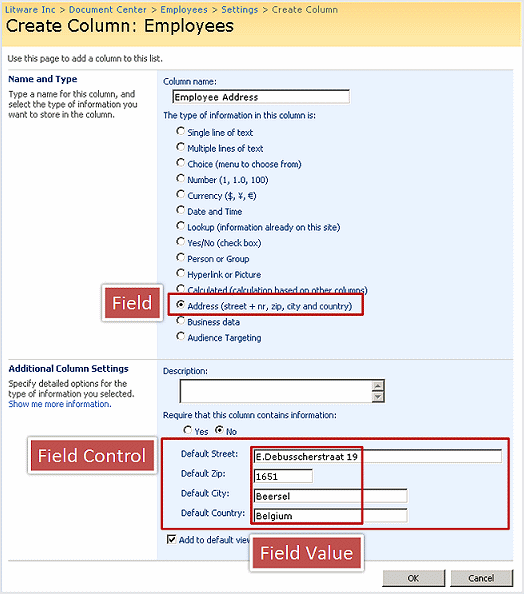 Litware Inc > Document Center > Employees > Settings > Create Column
Create Column: Employees
Use this page to add a column to this list.
Name and Type
Type a name for this column, and
select the type of information you
want to store in the column.
Column name:
Employee Address
The type of information in this column is:
Single line of text
Multiple lines of text
Choice (menu to choose from)
Number (1, 1.0, 100)
Currency ($, ¥, €)
Date and Time
Lookup (information already on this site)
Yes/No (check box)
Person or Group
Hyperlink or Picture
Calculated (calculation based on other columns)
Field
Address (street + nr, zip, city and country)
Business data
Audience Targeting
Additional Column Settings
Specify detailed options for the
type of information you selected.
Show me more information.
Description:
Require that this column contains information:
Yes No
Field Control
Default Street: E.Debusscherstraat 19
Default Zip: 1651
Default City: Beersel
Default Country: Belgium
Add to default view
Field Value
OK Cancel